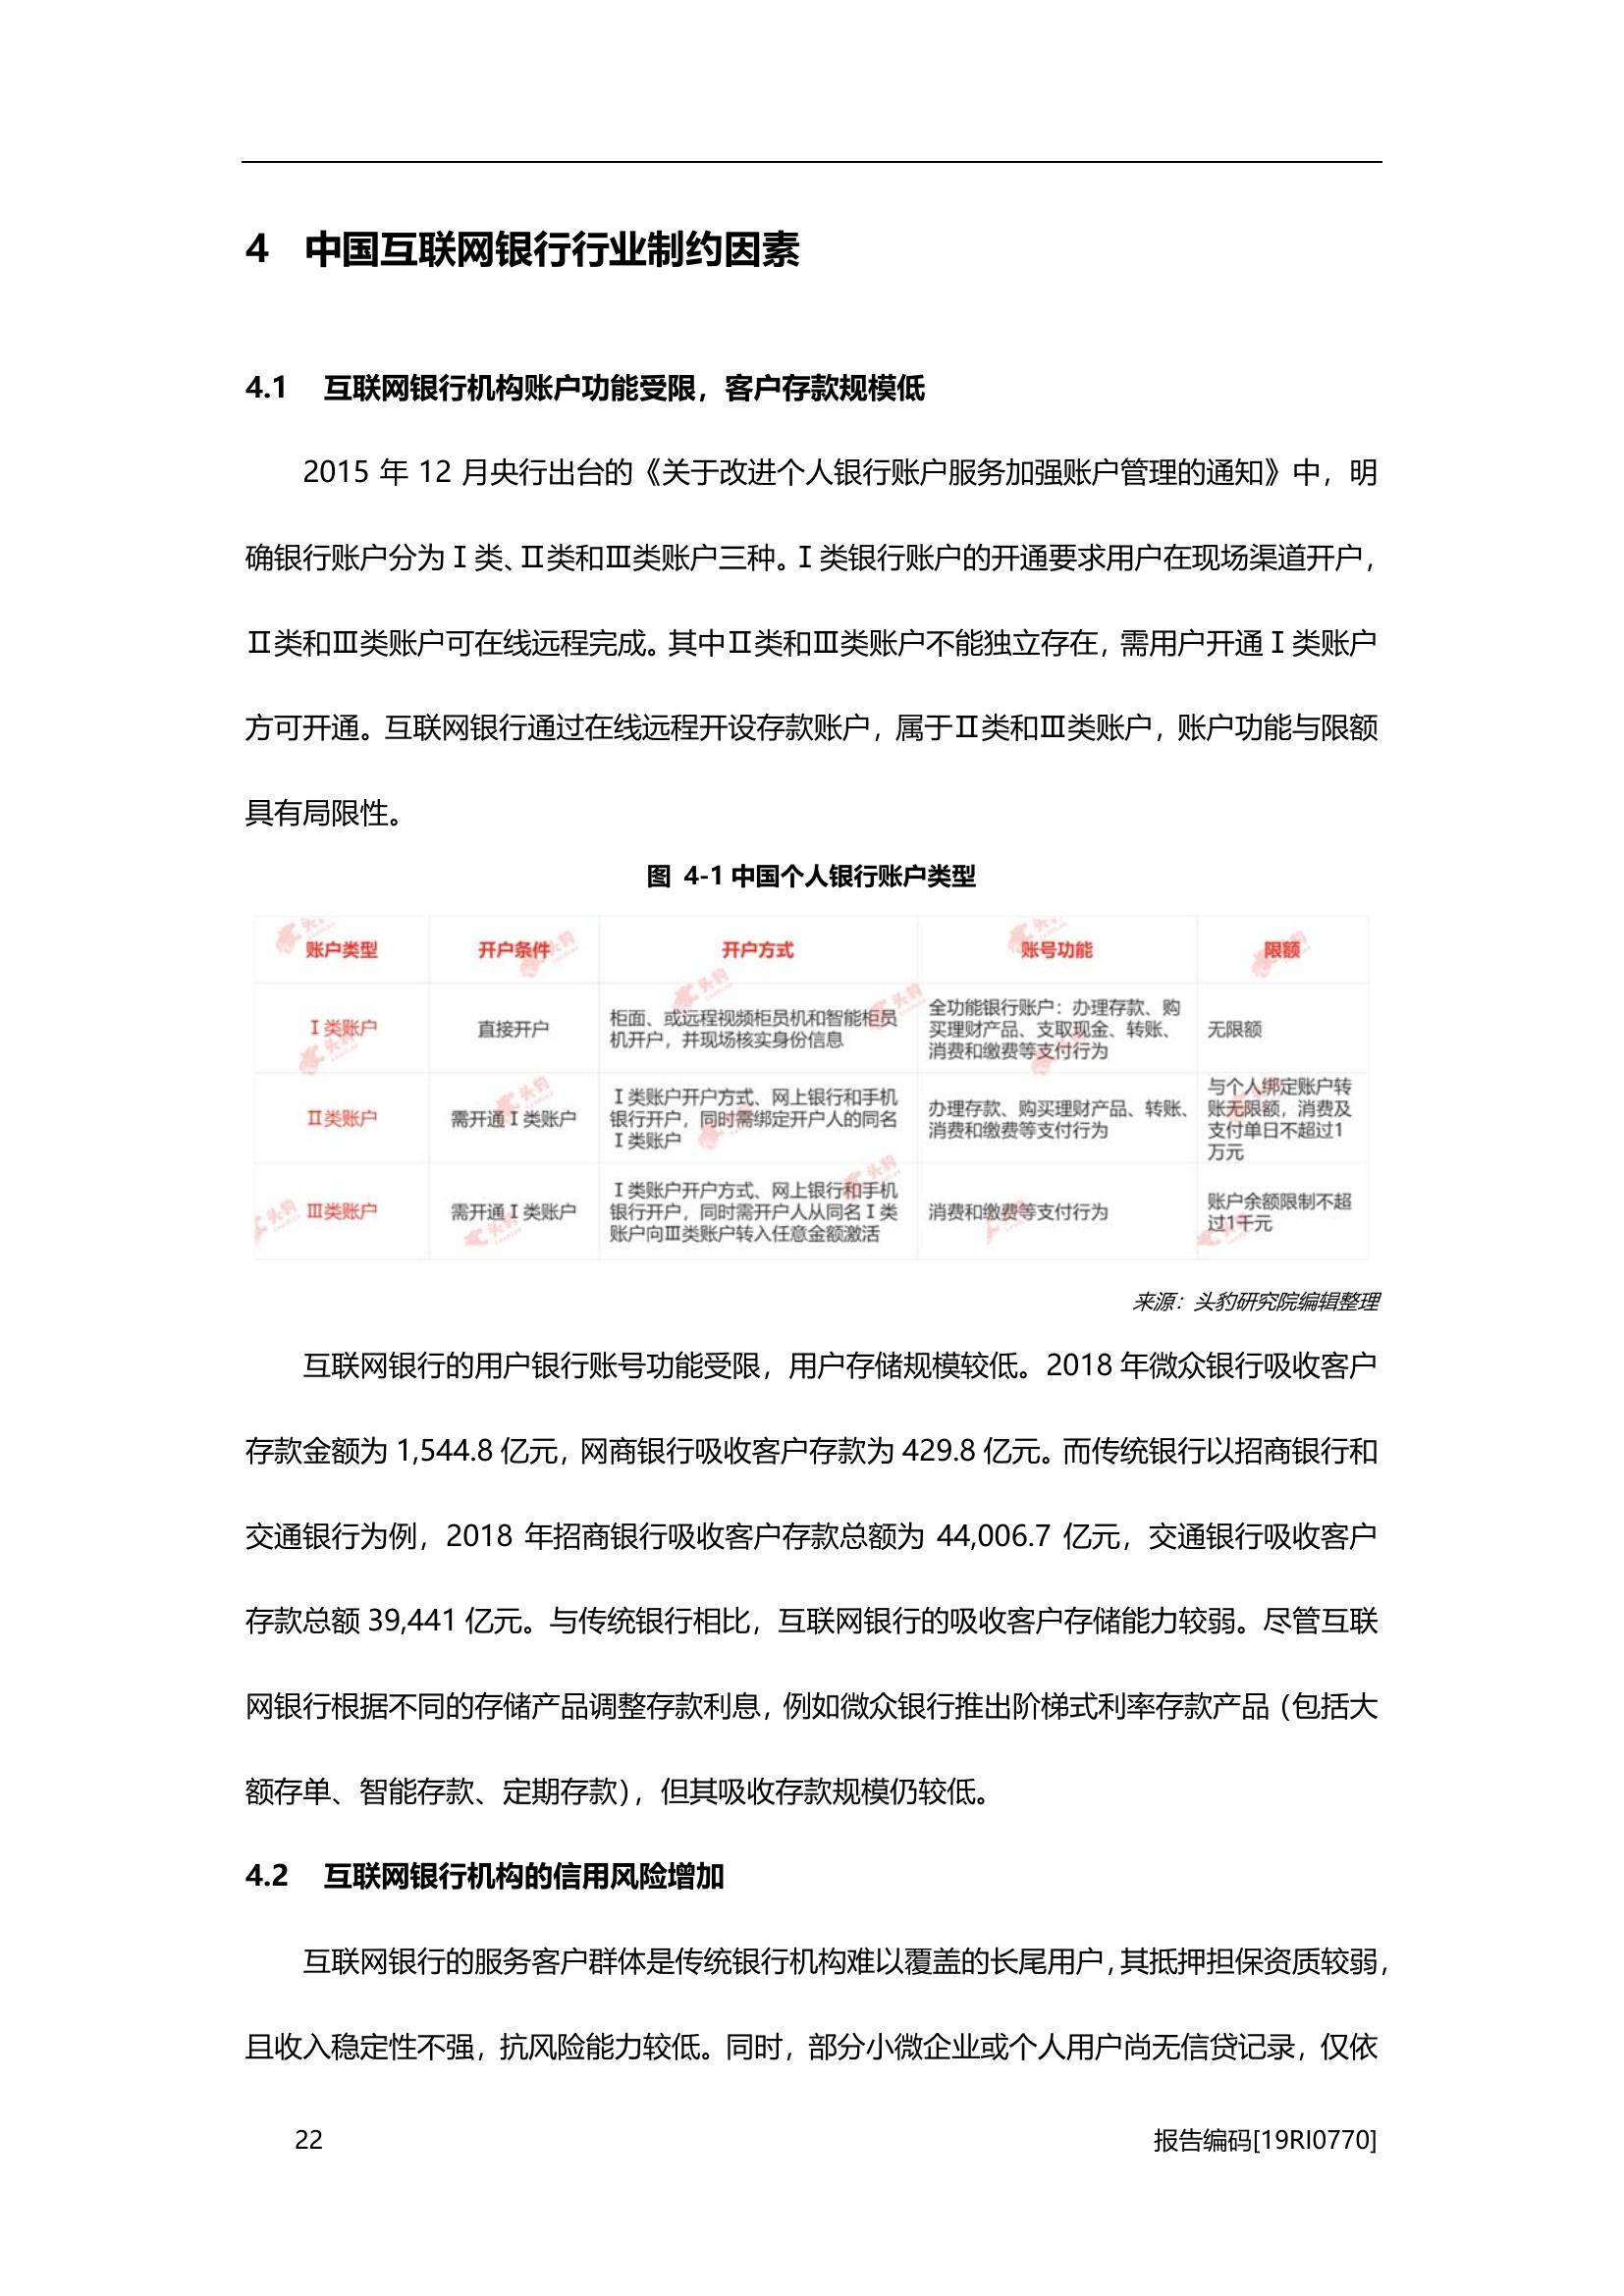 4 中国互联网银行行业制约因素
4.1 互联网银行机构账户功能受限，客户存款规模低
2015 年 12 月央行出台的《关于改进个人银行账户服务加强账户管理的通知》中，明
确银行账户分为Ⅰ类、Ⅱ类和Ⅲ类账户三种。Ⅰ类银行账户的开通要求用户在现场渠道开户，
Ⅱ类和Ⅲ类账户可在线远程完成。其中Ⅱ类和Ⅲ类账户不能独立存在，需用户开通Ⅰ类账户
方可开通。互联网银行通过在线远程开设存款账户，属于Ⅱ类和Ⅲ类账户，账户功能与限额
具有局限性。
图 4-1 中国个人银行账户类型
账户类型 开户条件 开户方式 账号功能 限额
Ⅰ类账户
直接开户
柜面、或远程视频柜员机和智能柜员
机开户，并现场核实身份信息
全功能银行账户：办理存款、购
买理财产品、支取现金、转账、
消费和缴费等支付行为
无限额
Ⅱ类账户
需开通Ⅰ类账户
Ⅰ类账户开户方式、网上银行和手机
银行开户，同时需绑定开户人的同名
Ⅰ类账户
办理存款、购买理财产品、转账、
消费和缴费等支付行为
与个人绑定账户转
账无限额，消费及
支付单日不超过1
万元
Ⅲ类账户
需开通Ⅰ类账户
Ⅰ类账户开户方式、网上银行和手机
银行开户，同时需开户人从同名Ⅰ类
账户向Ⅲ类账户转入任意金额激活
消费和缴费等支付行为
账户余额限制不超
过1千元
来源：头豹研究院编辑整理
互联网银行的用户银行账号功能受限，用户存储规模较低。2018 年微众银行吸收客户
存款金额为 1,544.8 亿元，网商银行吸收客户存款为 429.8 亿元。而传统银行以招商银行和
交通银行为例，2018 年招商银行吸收客户存款总额为 44,006.7 亿元，交通银行吸收客户
存款总额 39,441 亿元。与传统银行相比，互联网银行的吸收客户存储能力较弱。尽管互联
网银行根据不同的存储产品调整存款利息，例如微众银行推出阶梯式利率存款产品（包括大
额存单、智能存款、定期存款），但其吸收存款规模仍较低。
4.2 互联网银行机构的信用风险增加
互联网银行的服务客户群体是传统银行机构难以覆盖的长尾用户，其抵押担保资质较弱，
且收入稳定性不强，抗风险能力较低。同时，部分小微企业或个人用户尚无信贷记录，仅依
22 报告编码[19RI0770]